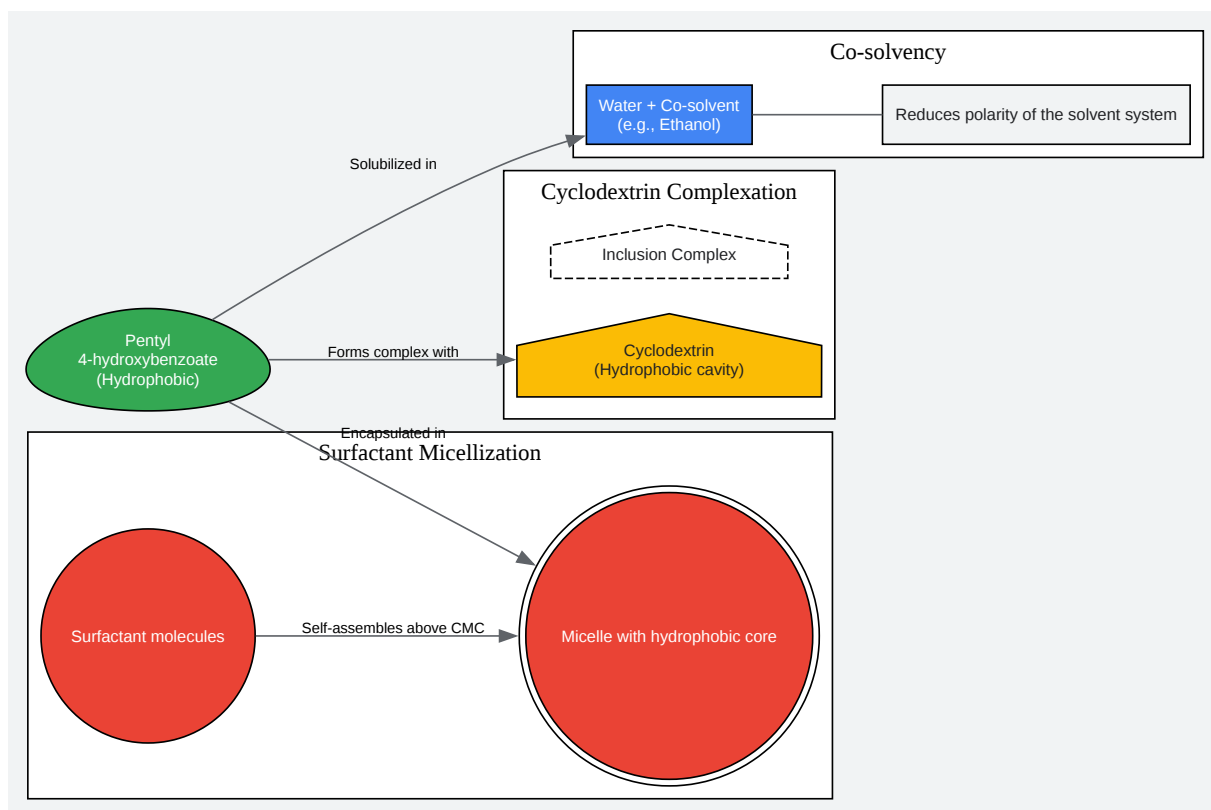 Co-solvency
Water + Co-solvent
(e.g., Ethanol)
Reduces polarity of the solvent system
Solubilized in
Cyclodextrin Complexation
Inclusion Complex
Pentyl
4-hydroxybenzoate
(Hydrophobic)
Forms complex with
Cyclodextrin
(Hydrophobic cavity)
Encapsulated in
Surfactant Micellization
Surfactant molecules
Self-assembles above CMC
Micelle with hydrophobic core